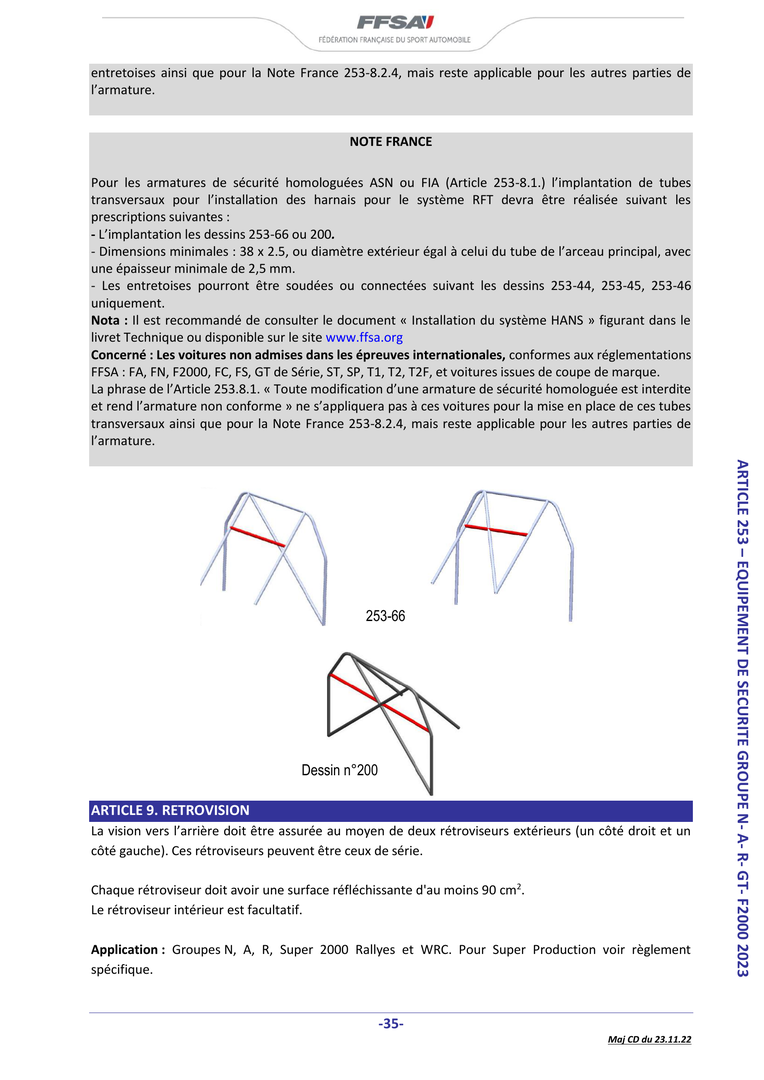 FFSA
FÉDÉRATION FRANÇAISE DU SPORT AUTOMOBILE
entretoises ainsi que pour la Note France 253-8.2.4, mais reste applicable pour les autres parties de
l’armature.
NOTE FRANCE
Pour les armatures de sécurité homologuées ASN ou FIA (Article 253-8.1.) l’implantation de tubes
transversaux pour l’installation des harnais pour le système RFT devra être réalisée suivant les
prescriptions suivantes :
- L’implantation les dessins 253-66 ou 200.
- Dimensions minimales : 38 x 2.5, ou diamètre extérieur égal à celui du tube de l’arceau principal, avec
une épaisseur minimale de 2,5 mm.
- Les entretoises pourront être soudées ou connectées suivant les dessins 253-44, 253-45, 253-46
uniquement.
Nota : Il est recommandé de consulter le document « Installation du système HANS » figurant dans le
livret Technique ou disponible sur le site www.ffsa.org
Concerné : Les voitures non admises dans les épreuves internationales, conformes aux réglementations
FFSA : FA, FN, F2000, FC, FS, GT de Série, ST, SP, T1, T2, T2F, et voitures issues de coupe de marque.
La phrase de l’Article 253.8.1. « Toute modification d’une armature de sécurité homologuée est interdite
et rend l’armature non conforme » ne s’appliquera pas à ces voitures pour la mise en place de ces tubes
transversaux ainsi que pour la Note France 253-8.2.4, mais reste applicable pour les autres parties de
l’armature.
253-66
Dessin n°200
ARTICLE 9. RETROVISION
La vision vers l’arrière doit être assurée au moyen de deux rétroviseurs extérieurs (un côté droit et un
côté gauche). Ces rétroviseurs peuvent être ceux de série.
Chaque rétroviseur doit avoir une surface réfléchissante d'au moins 90 cm².
Le rétroviseur intérieur est facultatif.
Application : Groupes N, A, R, Super 2000 Rallyes et WRC. Pour Super Production voir règlement
spécifique.
ARTICLE 253 – EQUIPEMENT DE SECURITE GROUPE N- A- R- GT- F2000 2023
-35-
Maj CD du 23.11.22